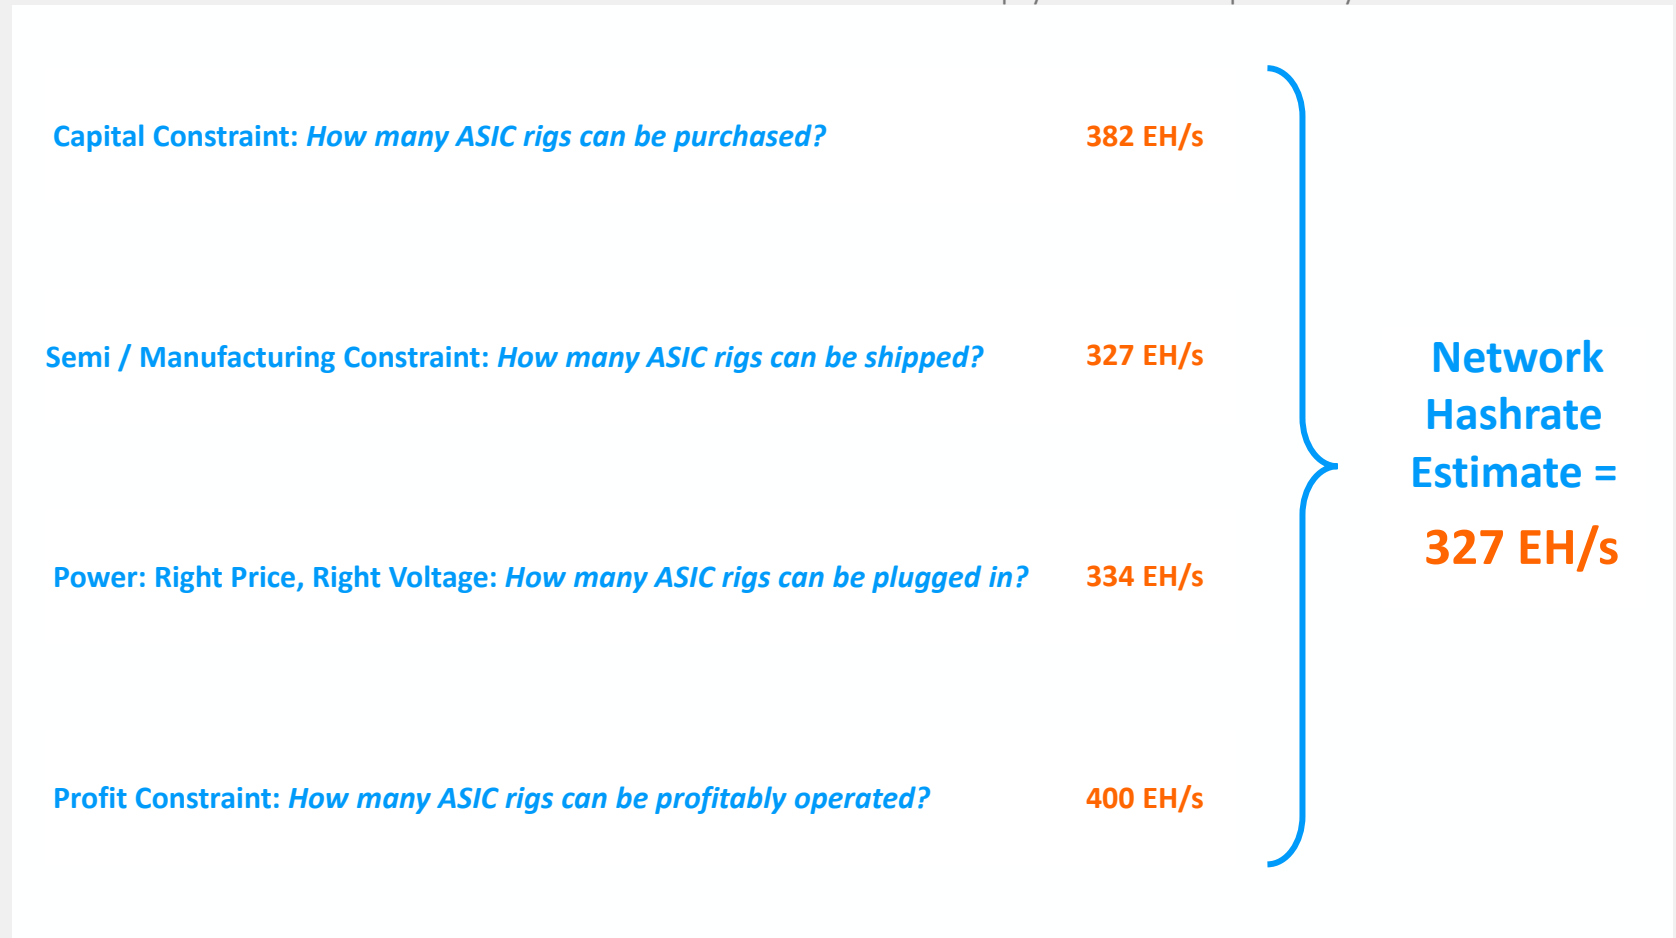 Capital Constraint: How many ASIC rigs can be purchased? 382 EH/s
Semi / Manufacturing Constraint: How many ASIC rigs can be shipped? 327 EH/s
Power: Right Price, Right Voltage: How many ASIC rigs can be plugged in? 334 EH/s
Profit Constraint: How many ASIC rigs can be profitably operated? 400 EH/s
Network
Hashrate
Estimate =
327 EH/s